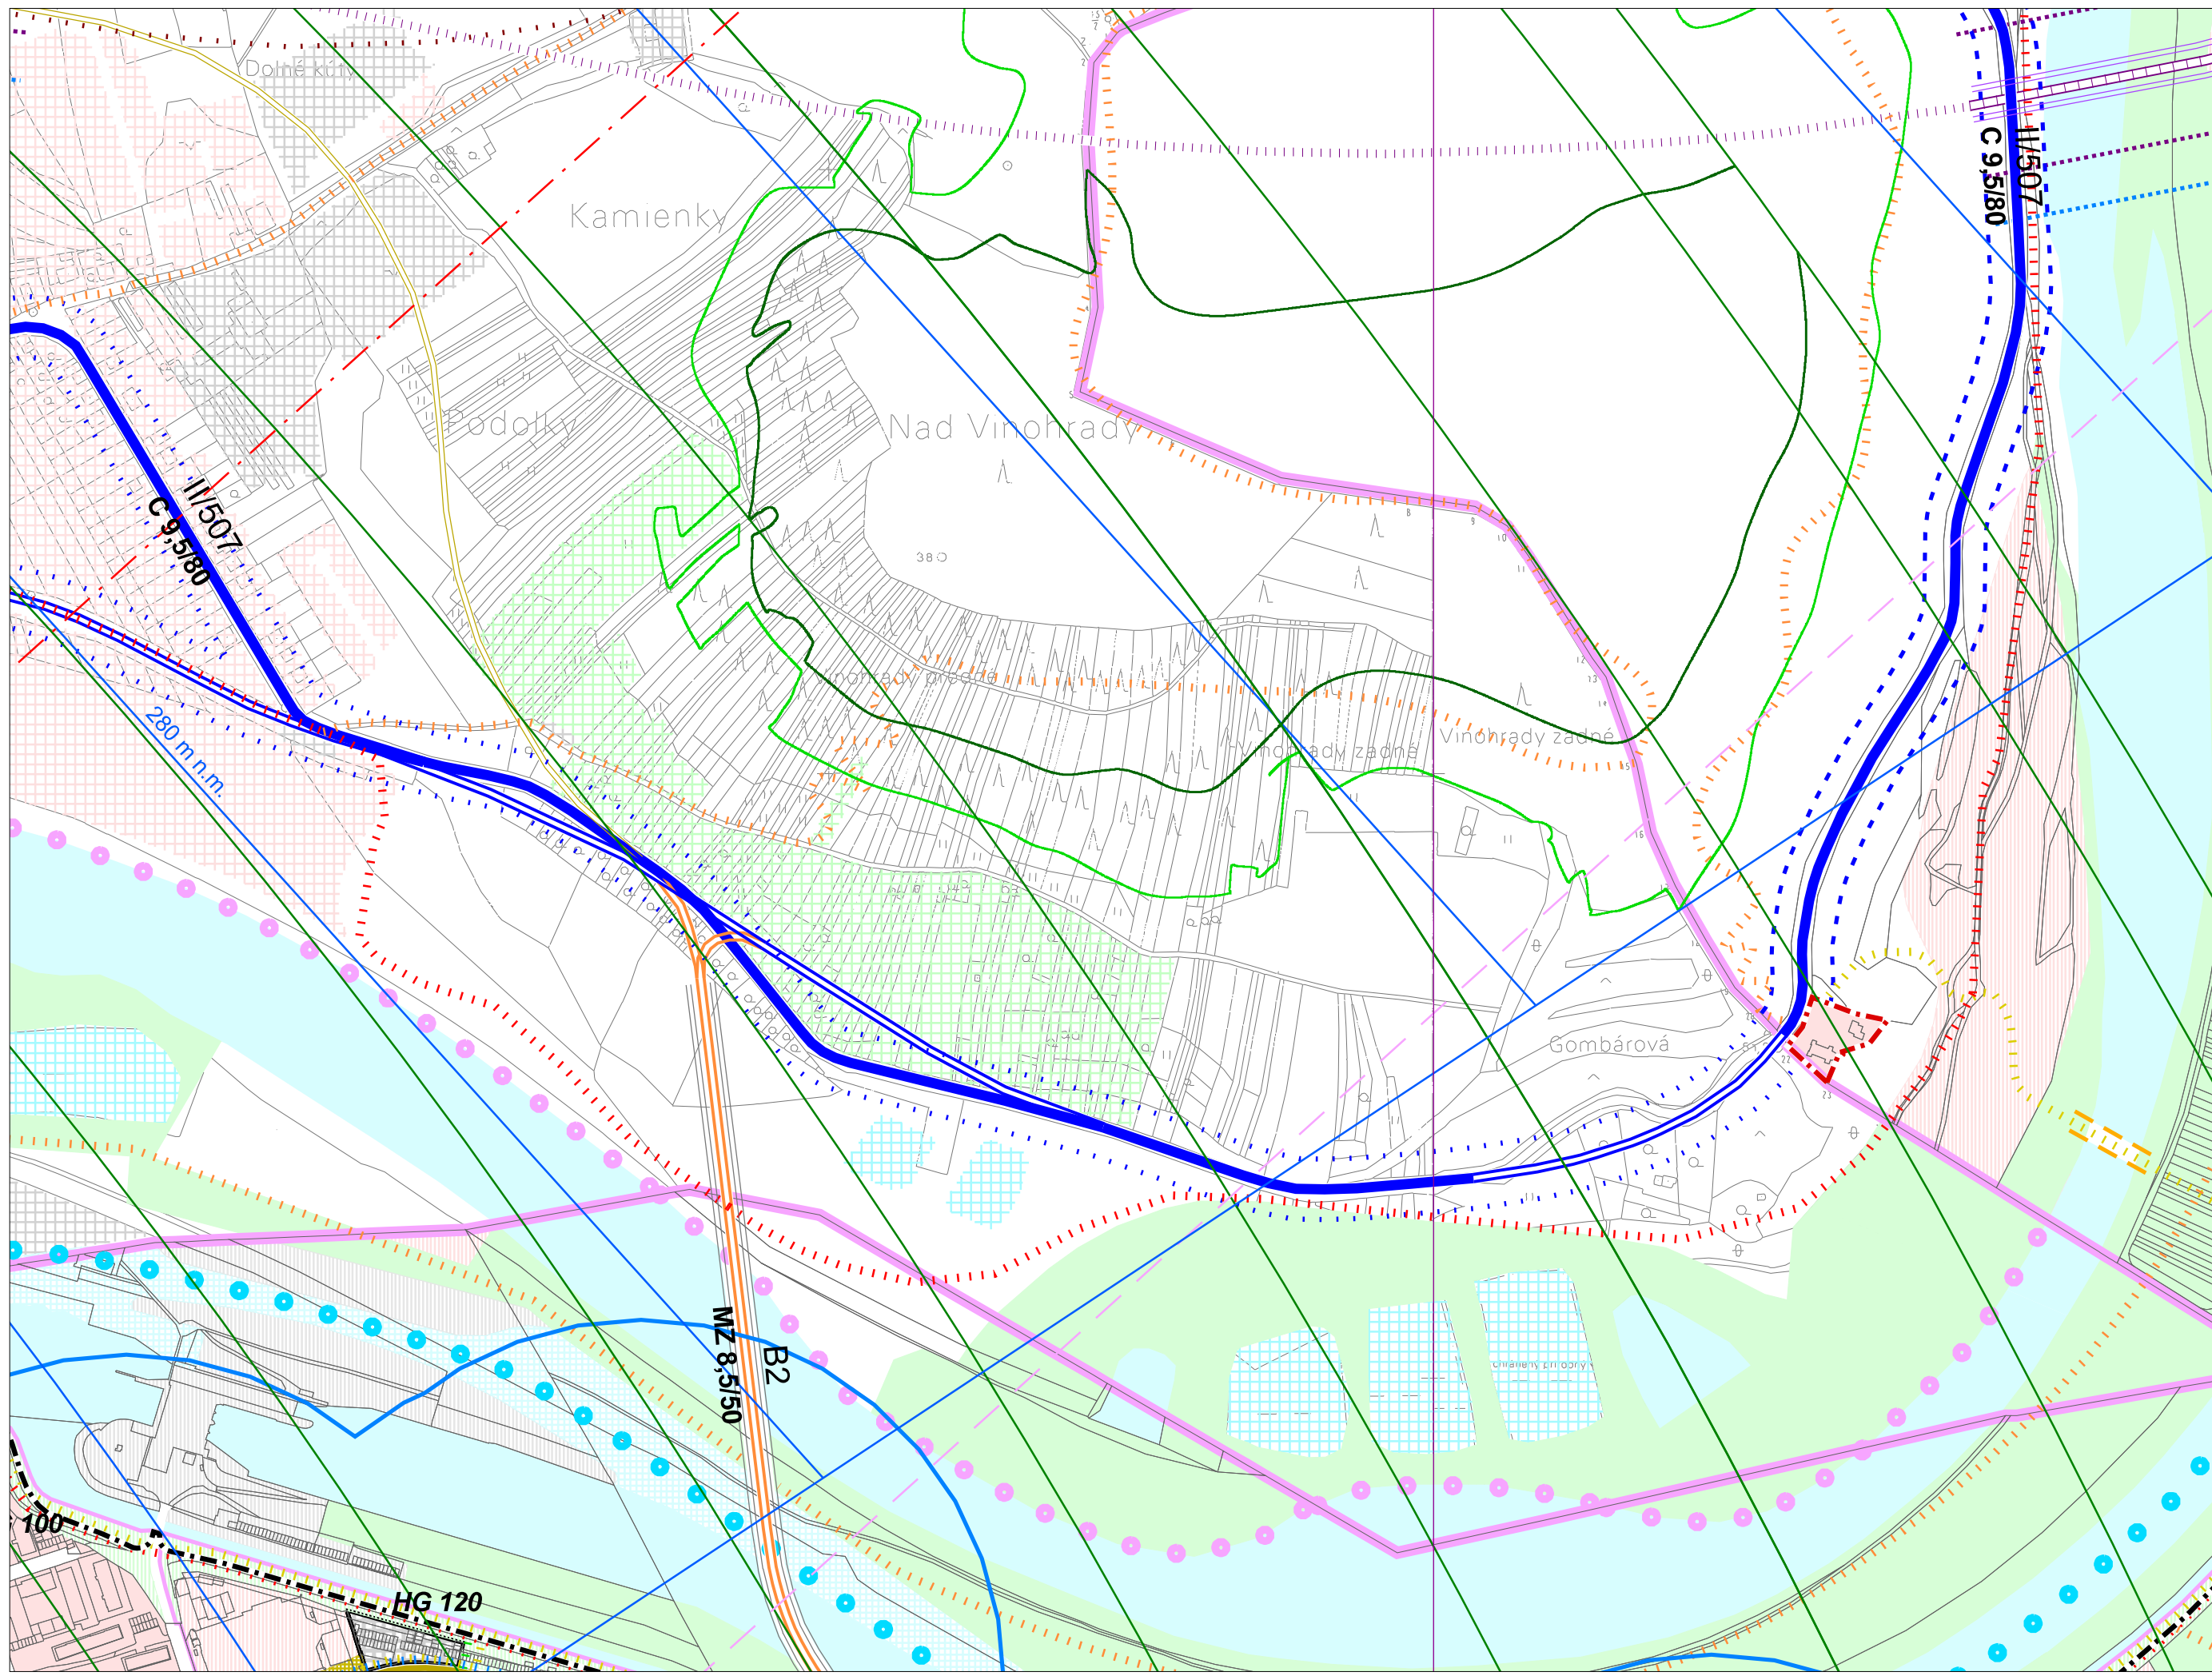 Dolné kúty
Kamienky
II/507
C 9,5/80
Podolky
Nad Vinohrady
380
II/507
C 9,5/80
280 m n.m.
Vinohrady predné
Vinohrady zadné
Vinohrady zadné
Gombárová
B2
MZ 8,5/50
100
HG 120